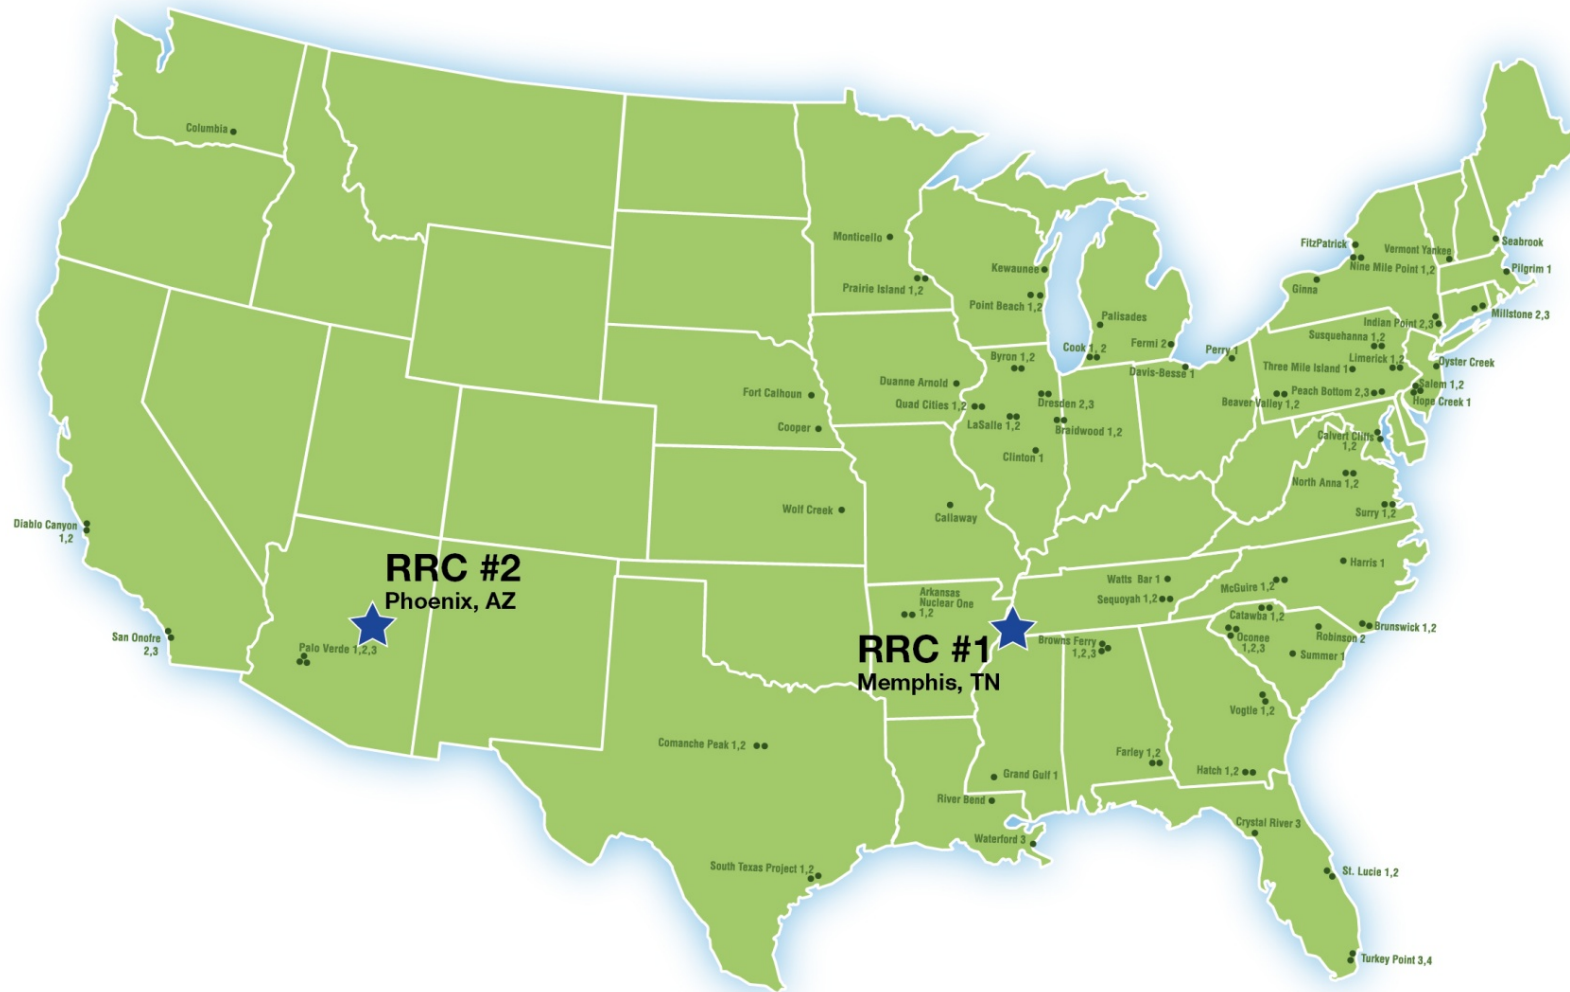 Columbia
Diablo Canyon
1,2
San Onofre
2,3
RRC #2
Phoenix, AZ
Palo Verde 1,2,3
Monticello
Prairie Island 1,2
Fort Calhoun
Cooper
Wolf Creek
Comanche Peak 1,2
South Texas Project 1,2
Kewaunee
Point Beach 1,2
Duanne Arnold
Quad Cities 1,2
Byron 1,2
Dresden 2,3
LaSalle 1,2
Braidwood 1,2
Clinton 1
Callaway
Arkansas
Nuclear One
1,2
RRC #1
Memphis, TN
Grand Gulf 1
River Bend
Waterford 3
Palisades
Cook 1, 2
Fermi 2
Davis-Besse 1
Perry 1
Watts Bar 1
Sequoyah 1,2
Browns Ferry
1,2,3
Farley 1,2
FitzPatrick
Nine Mile Point 1,2
Ginna
Vermont Yankee
Seabrook
Pilgrim 1
Millstone 2,3
Indian Point 2,3
Susquehanna 1,2
Limerick 1,2
Three Mile Island 1
Peach Bottom 2,3
Beaver Valley 1,2
Oyster Creek
Salem 1,2
Hope Creek 1
Calvert Cliffs
1,2
North Anna 1,2
Surry 1,2
Harris 1
McGuire 1,2
Catawba 1,2
Oconee
1,2,3
Robinson 2
Brunswick 1,2
Summer 1
Vogtle 1,2
Hatch 1,2
Crystal River 3
St. Lucie 1,2
Turkey Point 3,4